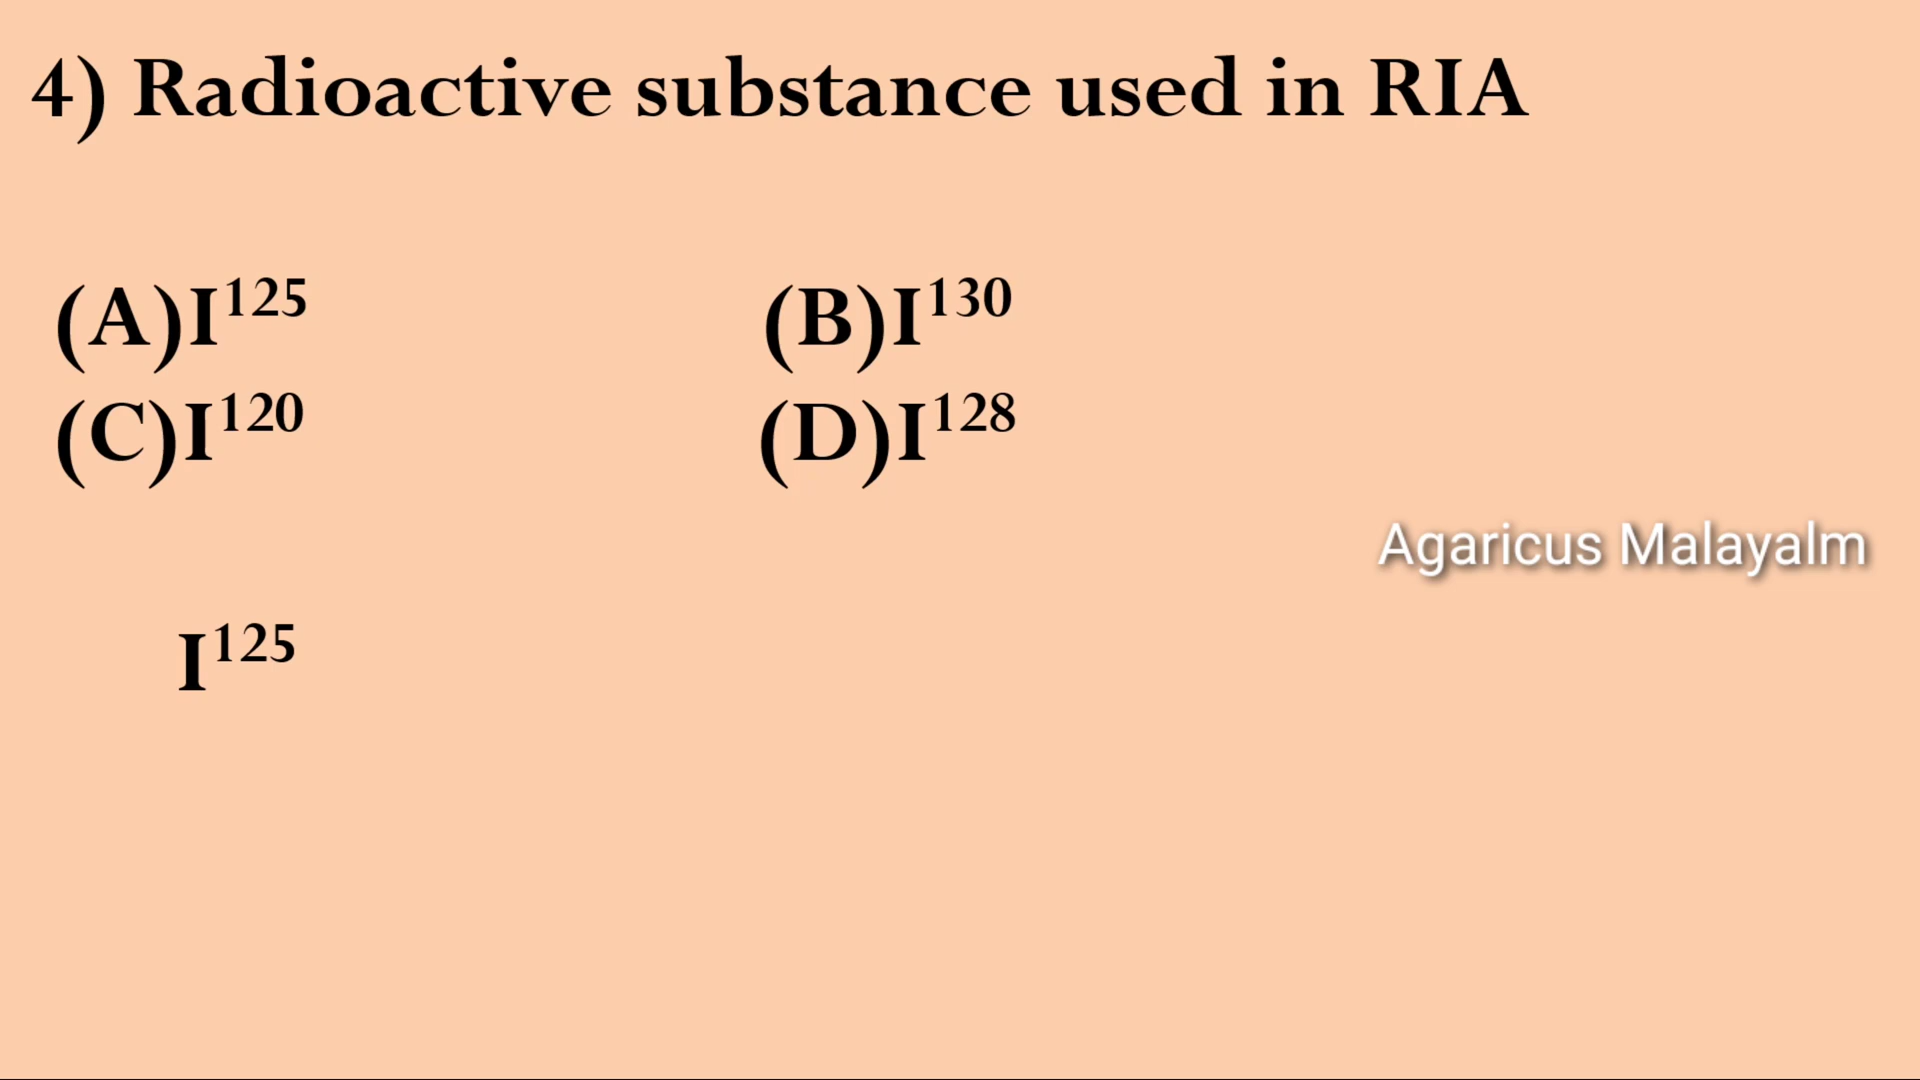 4) Radioactive substance used in RIA
(A)I¹²⁵ (B)I¹³⁰
(C)I¹²⁰ (D)I¹²⁸
Agaricus Malayalm
I¹²⁵